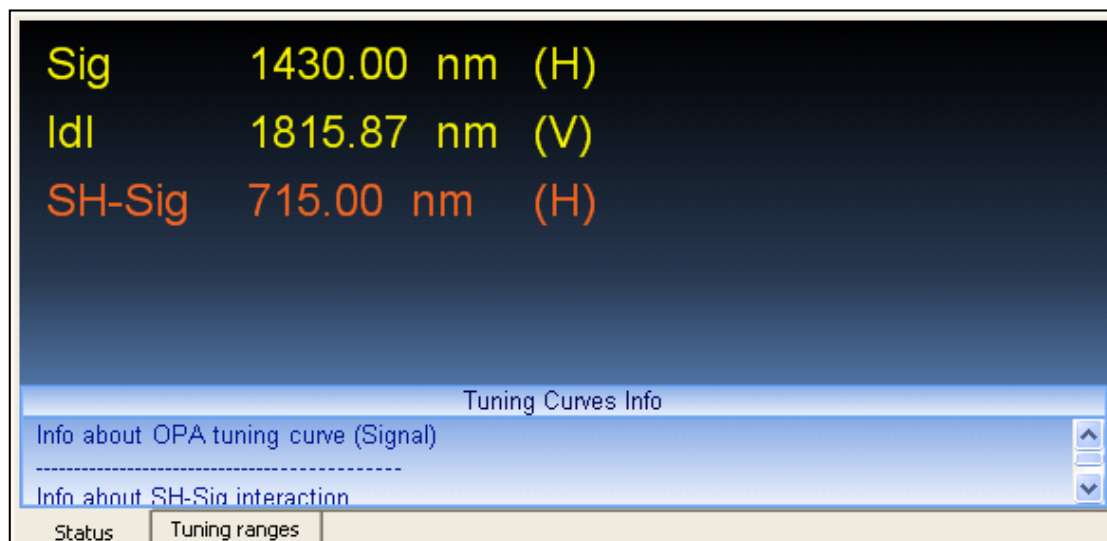 Sig 1430.00 nm (H)
Idl 1815.87 nm (V)
SH-Sig 715.00 nm (H)
Tuning Curves Info
Info about OPA tuning curve (Signal)
------------------------------------------------
Info about SH-Sig interaction
Status Tuning ranges